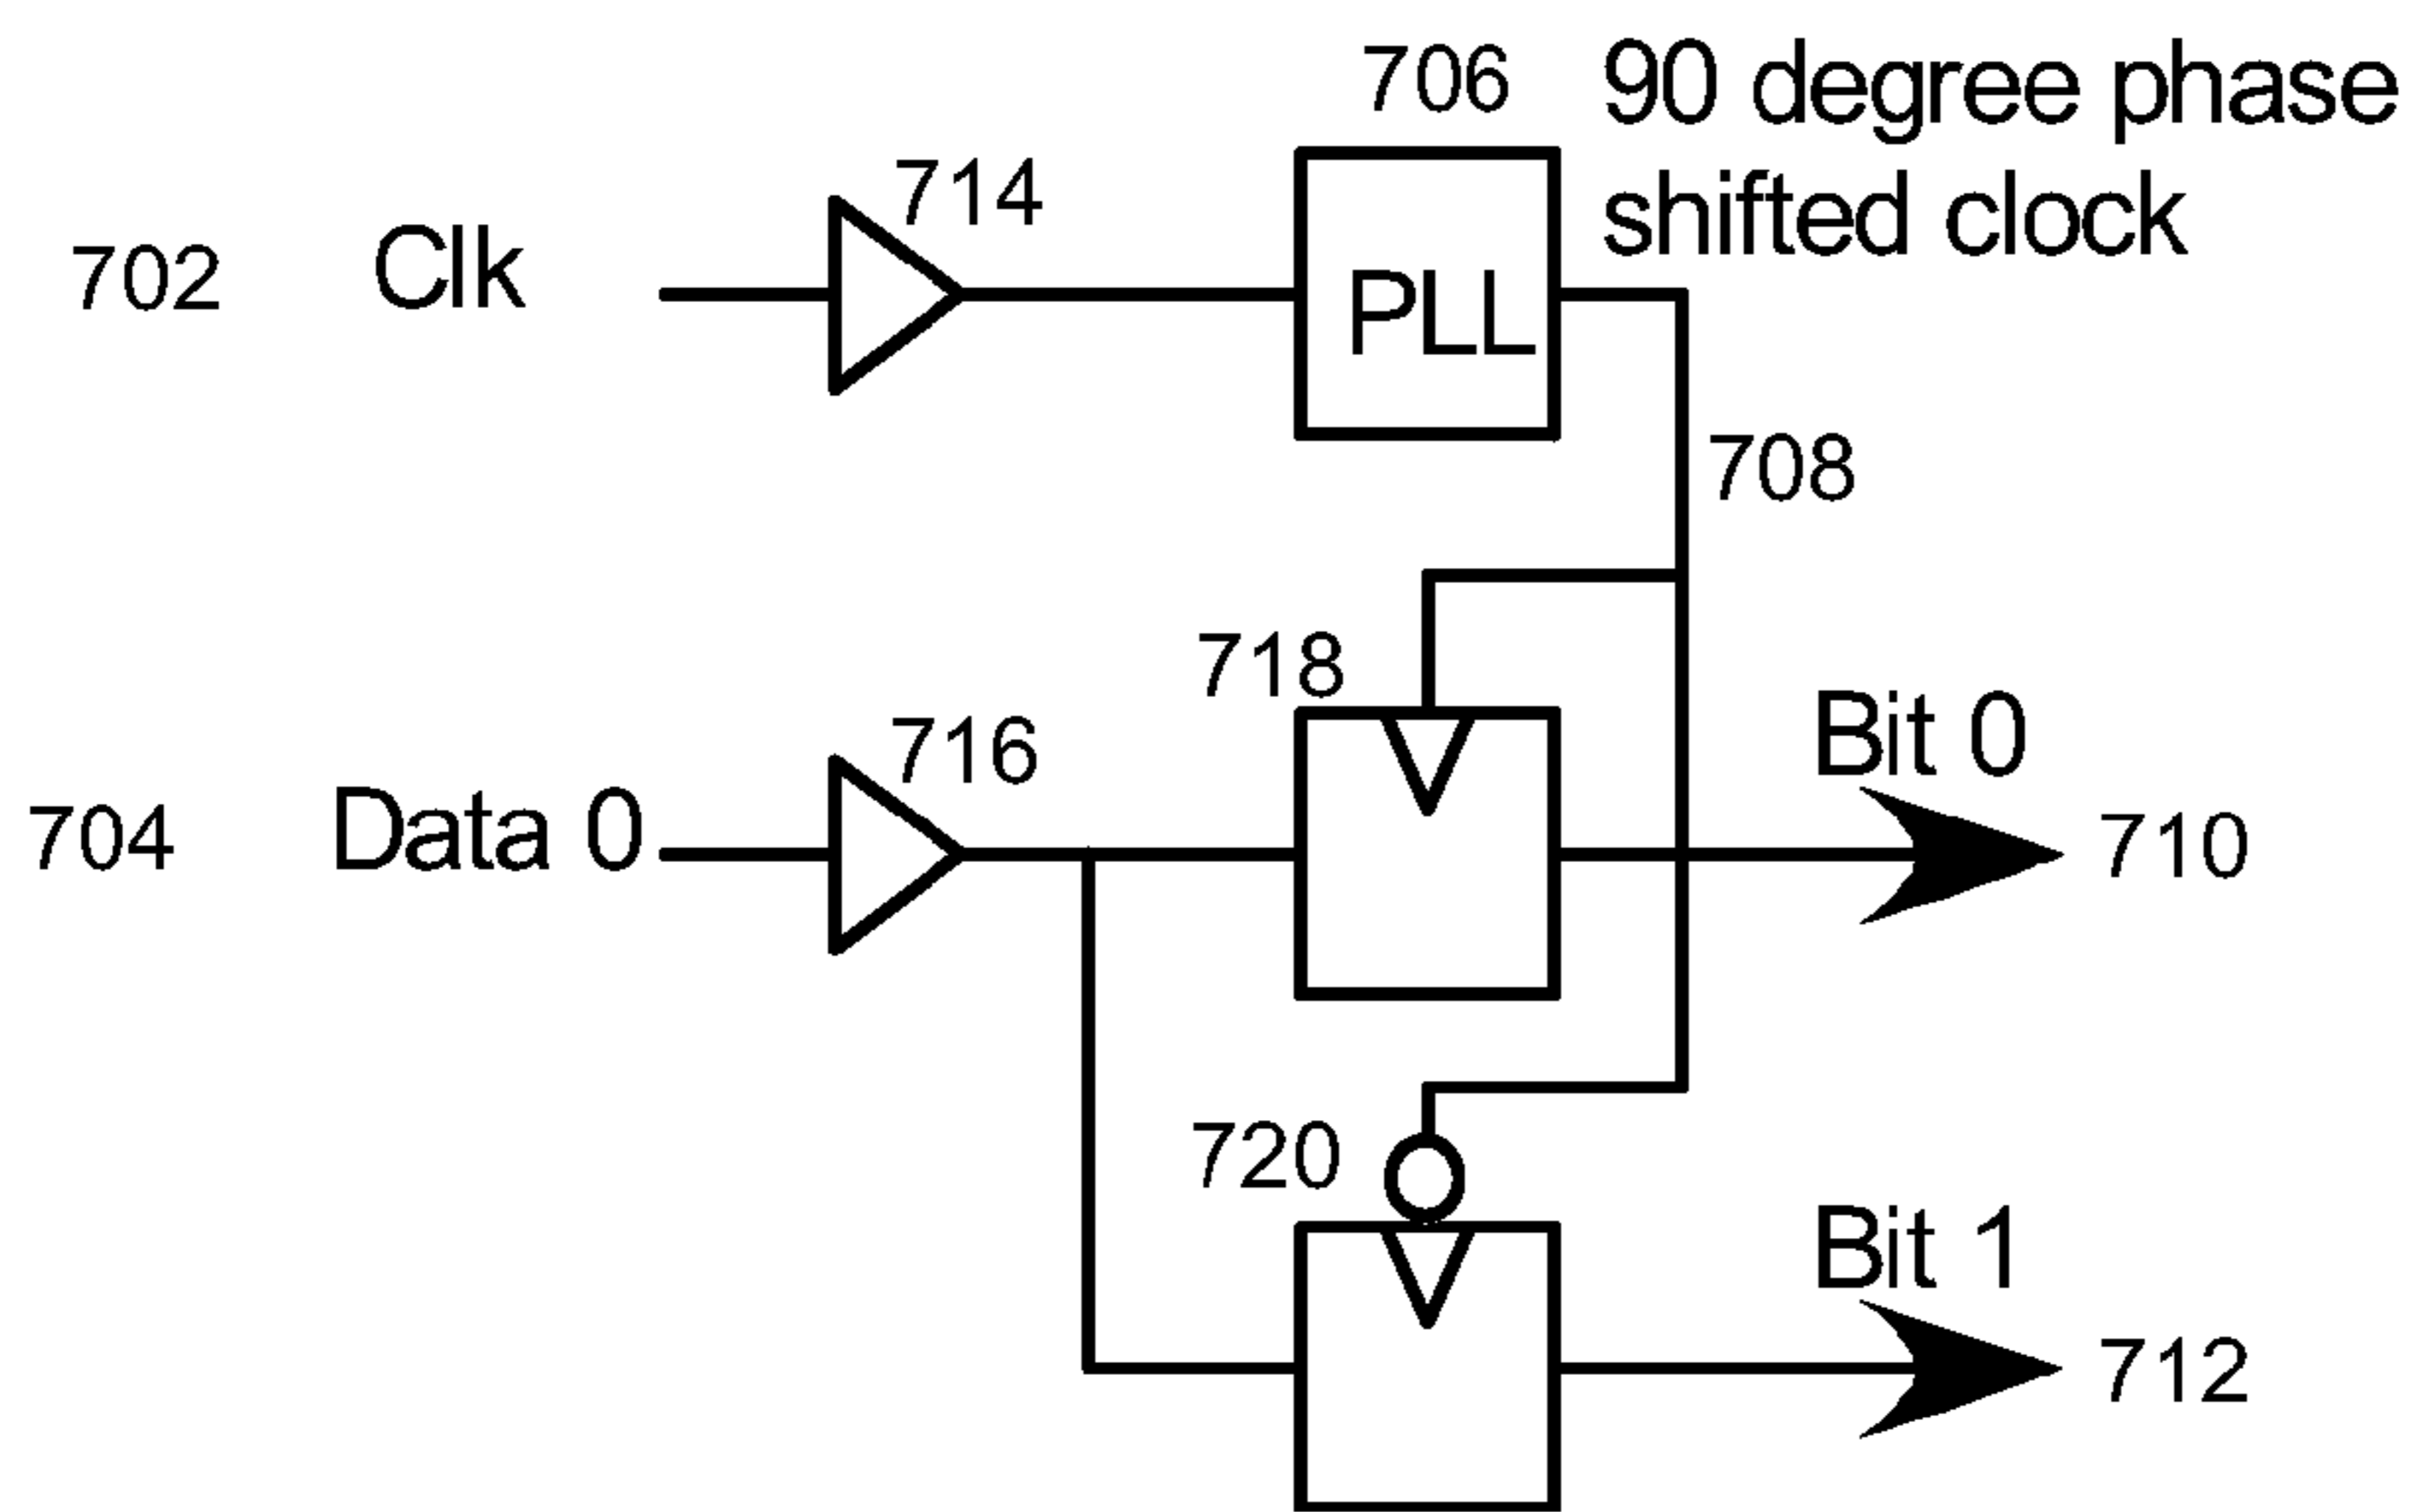 706 90 degree phase
714 shifted clock
702 Clk
PLL
708
718
716 Bit 0
704 Data 0 710
720
Bit 1
712